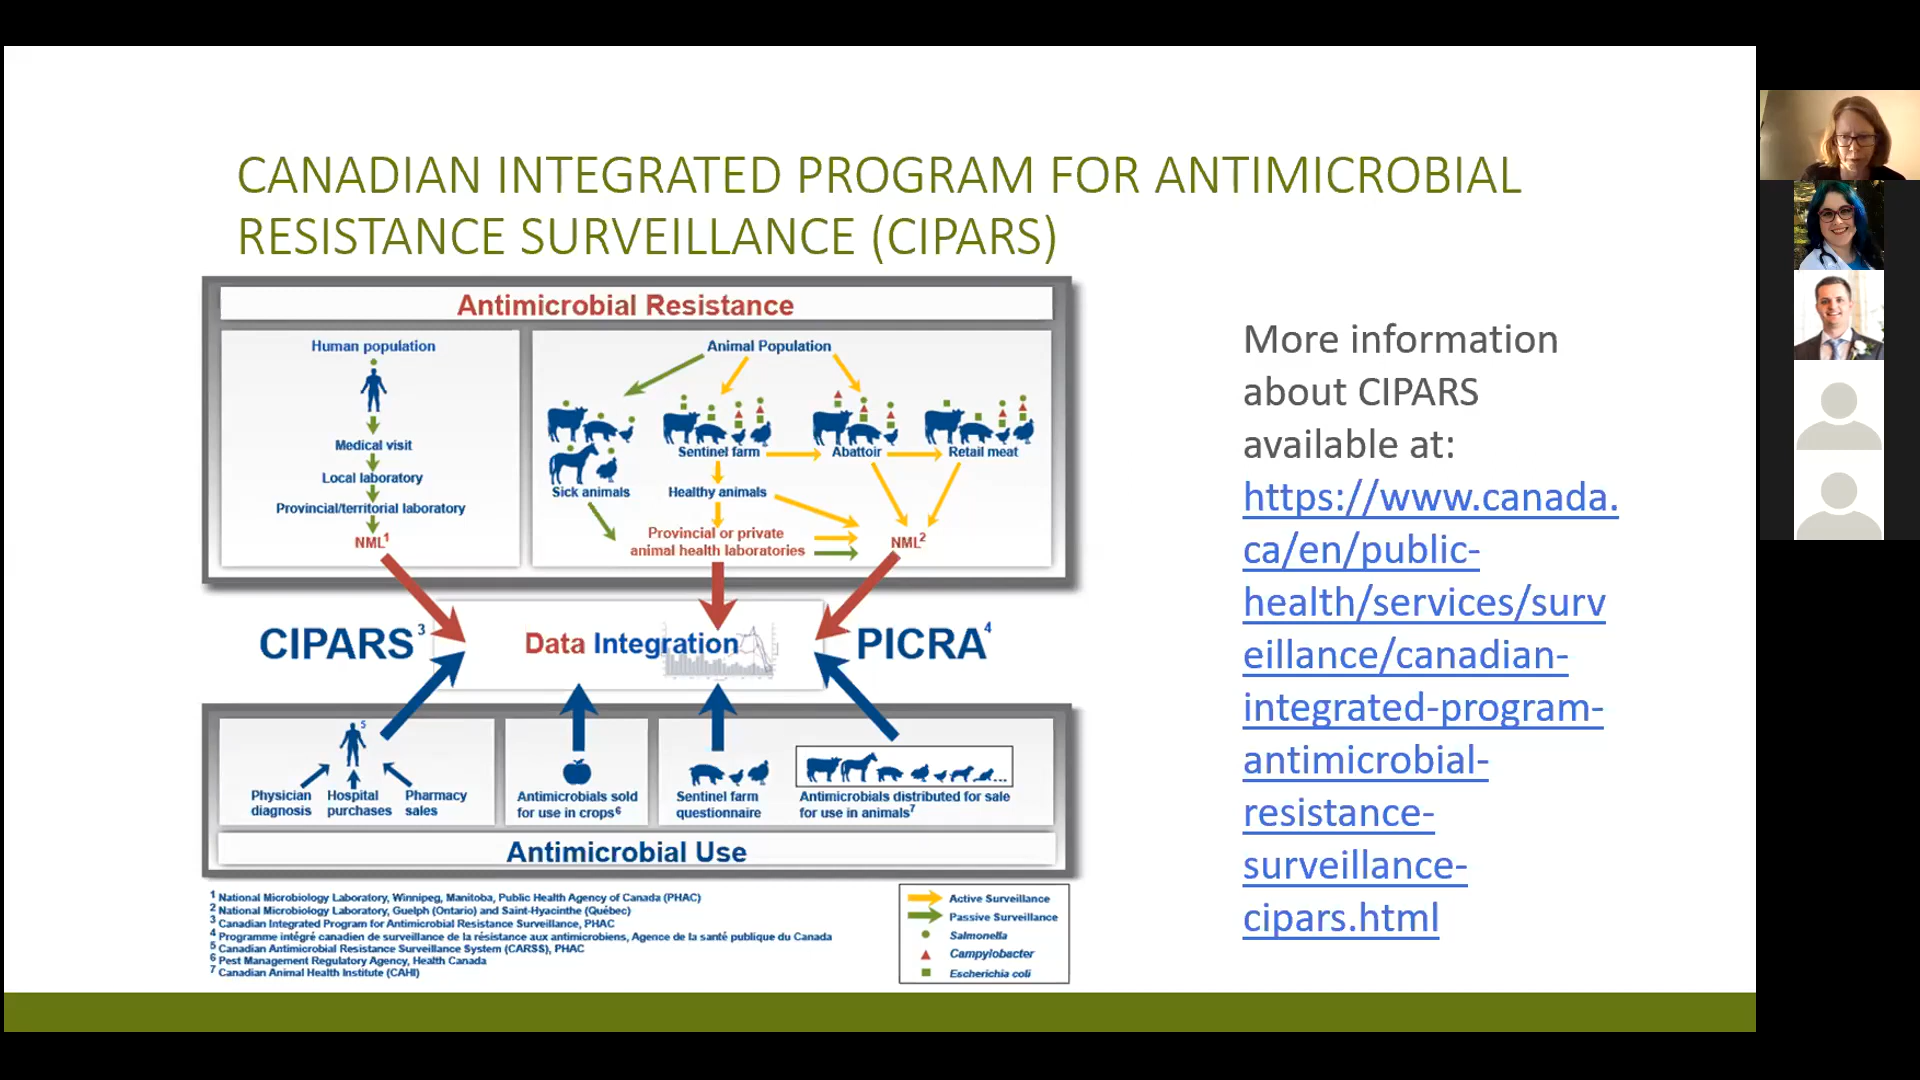 CANADIAN INTEGRATED PROGRAM FOR ANTIMICROBIAL
RESISTANCE SURVEILLANCE (CIPARS)
Antimicrobial Resistance
Human population
Medical visit
Local laboratory
Provincial/territorial laboratory
NML1
Animal Population
Sick animals
Sentinel farm
Abattoir
Retail meat
Healthy animals
Provincial or private
animal health laboratories
NML2
CIPARS3
Data Integration
PICRA4
5
Physician
diagnosis
Hospital
purchases
Pharmacy
sales
Antimicrobials sold
for use in crops6
Sentinel farm
questionnaire
...
Antimicrobials distributed for sale
for use in animals7
Antimicrobial Use
1 National Microbiology Laboratory, Winnipeg, Manitoba, Public Health Agency of Canada (PHAC)
2 National Microbiology Laboratory, Guelph (Ontario) and Saint-Hyacinthe (Québec)
3 Canadian Integrated Program for Antimicrobial Resistance Surveillance, PHAC
4 Programme intégré canadien de surveillance de la résistance aux antimicrobiens, Agence de la santé publique du Canada
5 Canadian Antimicrobial Resistance Surveillance System (CARSS), PHAC
6 Pest Management Regulatory Agency, Health Canada
7 Canadian Animal Health Institute (CAHI)
Active Surveillance
Passive Surveillance
Salmonella
Campylobacter
Escherichia coli
More information
about CIPARS
available at:
https://www.canada.
ca/en/public-
health/services/surv
eillance/canadian-
integrated-program-
antimicrobial-
resistance-
surveillance-
cipars.html